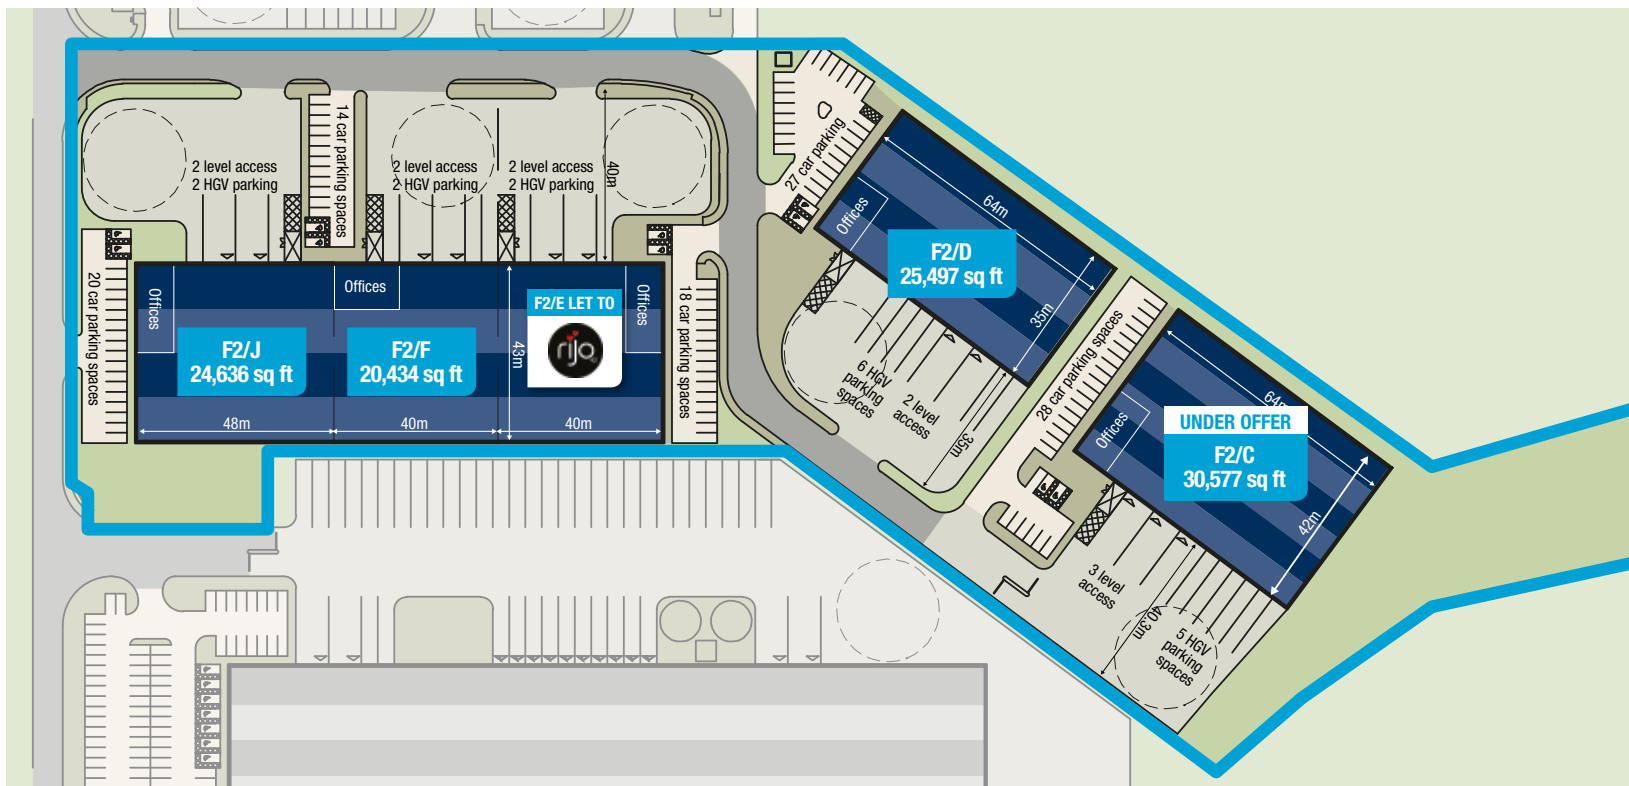 2 level access
2 HGV parking
14 car parking spaces
2 level access
2 HGV parking
2 level access
2 HGV parking
40m
20 car parking spaces
Offices
F2/J
24,636 sq ft
48m
Offices
F2/F
20,434 sq ft
40m
43m
F2/E LET TO
rijo
Offices
40m
18 car parking spaces
27 car parking
Offices
64m
F2/D
25,497 sq ft
35m
6 HGV
parking
spaces
2 level
access
35m
28 car parking spaces
Offices
64m
UNDER OFFER
F2/C
30,577 sq ft
42m
3 level
access
40.3m
5 HGV
parking
spaces